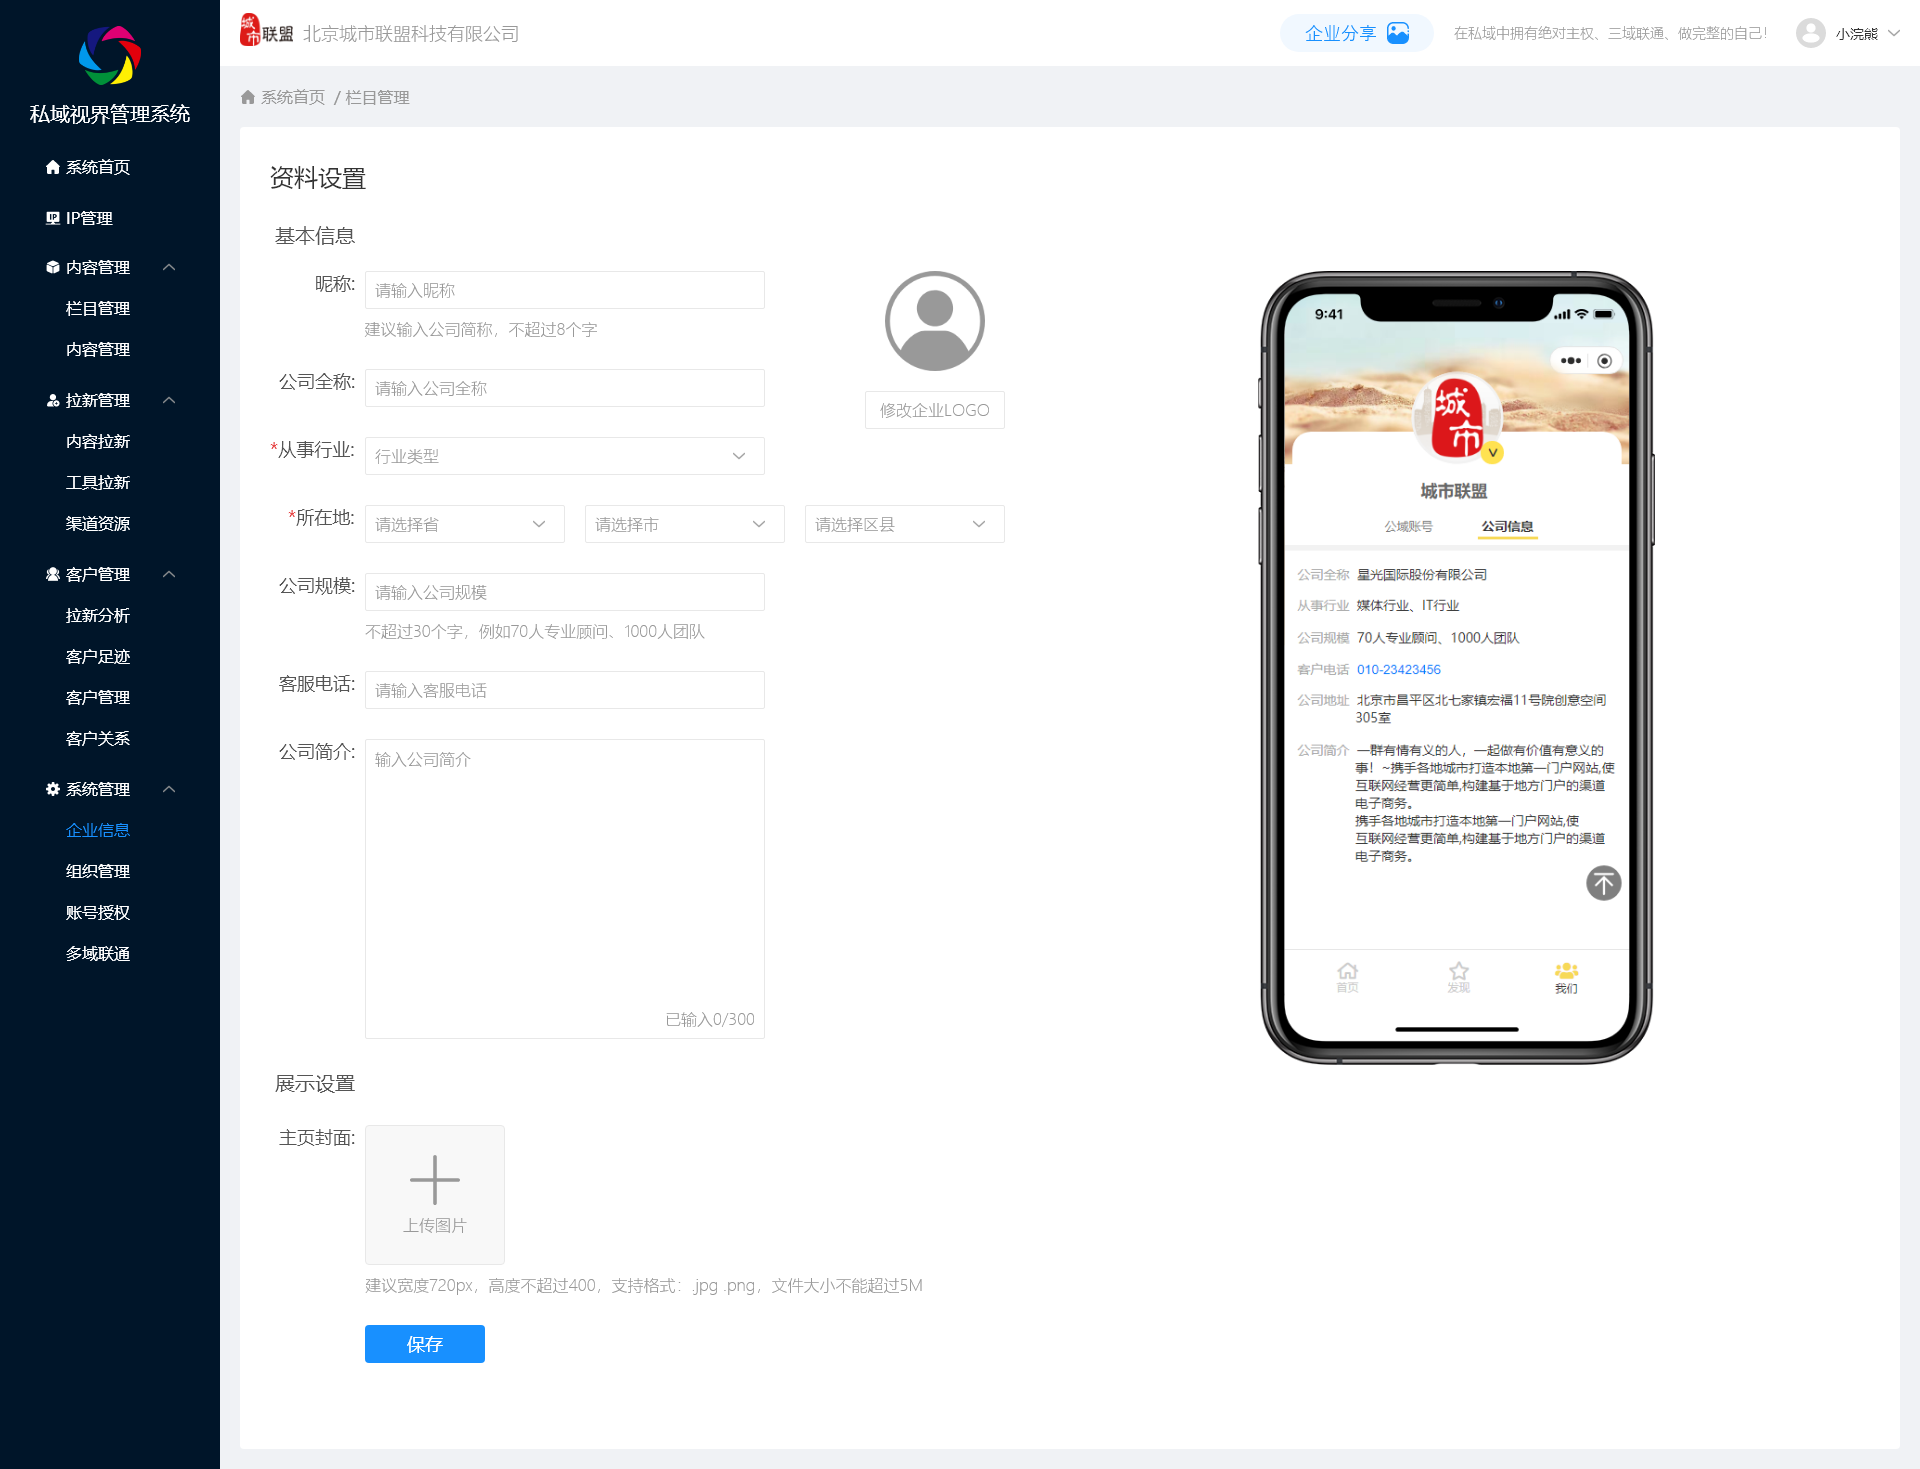 私域视界管理系统
系统首页
IP管理
内容管理
栏目管理
内容管理
拉新管理
内容拉新
工具拉新
渠道资源
客户管理
拉新分析
客户足迹
客户管理
客户关系
系统管理
企业信息
组织管理
账号授权
多域联通
城市联盟 北京城市联盟科技有限公司
企业分享
在私域中拥有绝对主权、三域联通、做完整的自己!
小浣熊
系统首页 / 栏目管理
资料设置
基本信息
昵称: 请输入昵称
建议输入公司简称，不超过8个字
公司全称: 请输入公司全称
修改企业LOGO
*从事行业: 行业类型
*所在地: 请选择省 请选择市 请选择区县
公司规模: 请输入公司规模
不超过30个字，例如70人专业顾问、1000人团队
客服电话: 请输入客服电话
公司简介: 输入公司简介
已输入0/300
展示设置
主页封面:
上传图片
建议宽度720px，高度不超过400，支持格式：.jpg .png，文件大小不能超过5M
保存
9:41
城市
V
城市联盟
公域账号 公司信息
公司全称 星光国际股份有限公司
从事行业 媒体行业、IT行业
公司规模 70人专业顾问、1000人团队
客户电话 010-23423456
公司地址 北京市昌平区北七家镇宏福11号院创意空间
305室
公司简介 一群有情有义的人，一起做有价值有意义的
事！~携手各地城市打造本地第一门户网站,使
互联网经营更简单,构建基于地方门户的渠道
电子商务。
携手各地城市打造本地第一门户网站,使
互联网经营更简单,构建基于地方门户的渠道
电子商务。
首页 发现 我们